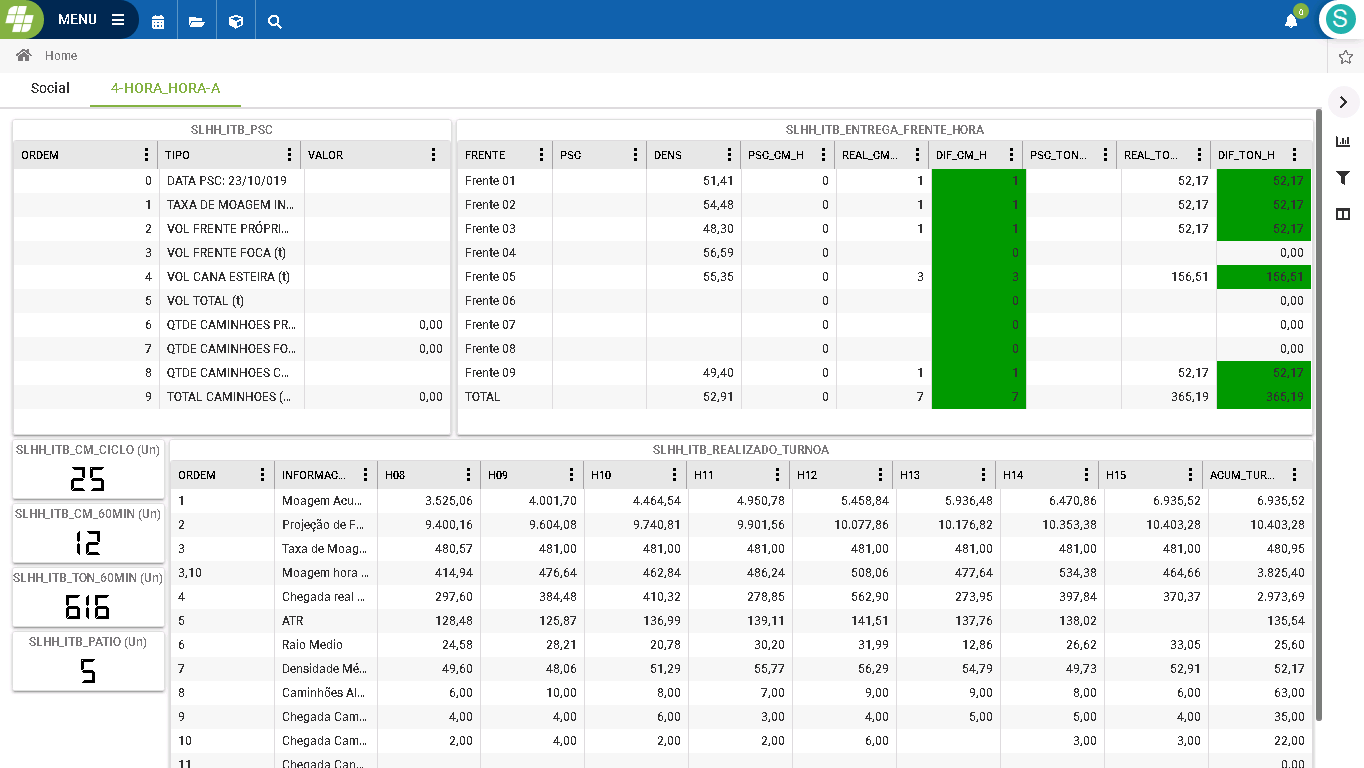 MENU
0
S
Home
Social 4-HORA_HORA-A
SLHH_ITB_PSC
ORDEM TIPO VALOR
0 DATA PSC: 23/10/019
1 TAXA DE MOAGEM IN...
2 VOL FRENTE PRÓPRI...
3 VOL FRENTE FOCA (t)
4 VOL CANA ESTEIRA (t)
5 VOL TOTAL (t)
6 QTDE CAMINHOES PR... 0,00
7 QTDE CAMINHOES FO... 0,00
8 QTDE CAMINHOES C...
9 TOTAL CAMINHOES (... 0,00
SLHH_ITB_ENTREGA_FRENTE_HORA
FRENTE PSC DENS PSC_CM_H REAL_CM... DIF_CM_H PSC_TON... REAL_TO... DIF_TON_H
Frente 01 51,41 0 1 1 52,17 52,17
Frente 02 54,48 0 1 1 52,17 52,17
Frente 03 48,30 0 1 1 52,17 52,17
Frente 04 56,59 0 0 0,00
Frente 05 55,35 0 3 3 156,51 156,51
Frente 06 0 0 0,00
Frente 07 0 0 0,00
Frente 08 0 0 0,00
Frente 09 49,40 0 1 1 52,17 52,17
TOTAL 52,91 0 7 7 365,19 365,19
SLHH_ITB_CM_CICLO (Un)
25
SLHH_ITB_CM_60MIN (Un)
12
SLHH_ITB_TON_60MIN (Un)
616
SLHH_ITB_PATIO (Un)
5
SLHH_ITB_REALIZADO_TURNOA
ORDEM INFORMAC... H08 H09 H10 H11 H12 H13 H14 H15 ACUM_TUR...
1 Moagem Acu... 3.525,06 4.001,70 4.464,54 4.950,78 5.458,84 5.936,48 6.470,86 6.935,52 6.935,52
2 Projeção de F... 9.400,16 9.604,08 9.740,81 9.901,56 10.077,86 10.176,82 10.353,38 10.403,28 10.403,28
3 Taxa de Moag... 480,57 481,00 481,00 481,00 481,00 481,00 481,00 481,00 480,95
3,10 Moagem hora ... 414,94 476,64 462,84 486,24 508,06 477,64 534,38 464,66 3.825,40
4 Chegada real ... 297,60 384,48 410,32 278,85 562,90 273,95 397,84 370,37 2.973,69
5 ATR 128,48 125,87 136,99 139,11 141,51 137,76 138,02 135,54
6 Raio Medio 24,58 28,21 20,78 30,20 31,99 12,86 26,62 33,05 25,60
7 Densidade Mé... 49,60 48,06 51,29 55,77 56,29 54,79 49,73 52,91 52,17
8 Caminhões Al... 6,00 10,00 8,00 7,00 9,00 9,00 8,00 6,00 63,00
9 Chegada Cam... 4,00 4,00 6,00 3,00 4,00 5,00 5,00 4,00 35,00
10 Chegada Cam... 2,00 4,00 2,00 2,00 6,00 3,00 3,00 22,00
11 Chegada Can... 0,00